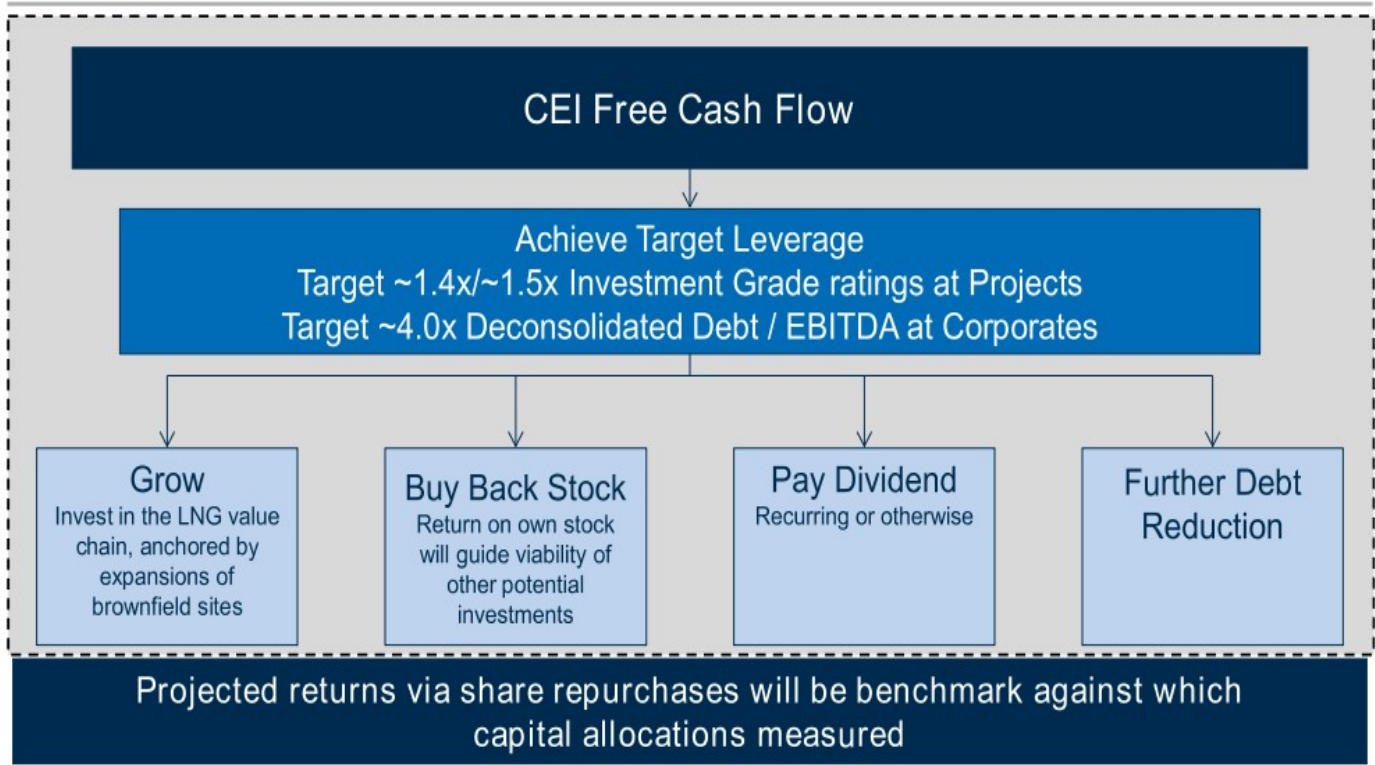 CEI Free Cash Flow
Achieve Target Leverage
Target ~1.4x/~1.5x Investment Grade ratings at Projects
Target ~4.0x Deconsolidated Debt / EBITDA at Corporates
Grow
Invest in the LNG value
chain, anchored by
expansions of
brownfield sites
Buy Back Stock
Return on own stock
will guide viability of
other potential
investments
Pay Dividend
Recurring or otherwise
Further Debt
Reduction
Projected returns via share repurchases will be benchmark against which
capital allocations measured